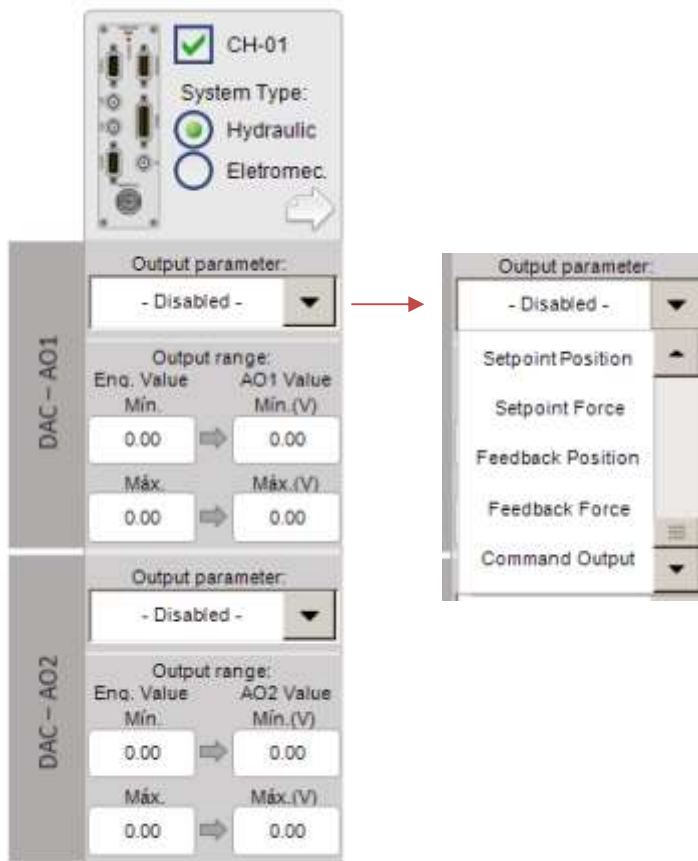 CH-01
System Type:
Hydraulic
Eletromec.
DAC – AO1
Output parameter:
- Disabled -
Output range:
Eng. Value AO1 Value
Mín. Mín.(V)
0.00 0.00
Máx. Máx.(V)
0.00 0.00
DAC – AO2
Output parameter:
- Disabled -
Output range:
Eng. Value AO2 Value
Mín. Mín.(V)
0.00 0.00
Máx. Máx.(V)
0.00 0.00
Output parameter:
- Disabled -
Setpoint Position
Setpoint Force
Feedback Position
Feedback Force
Command Output